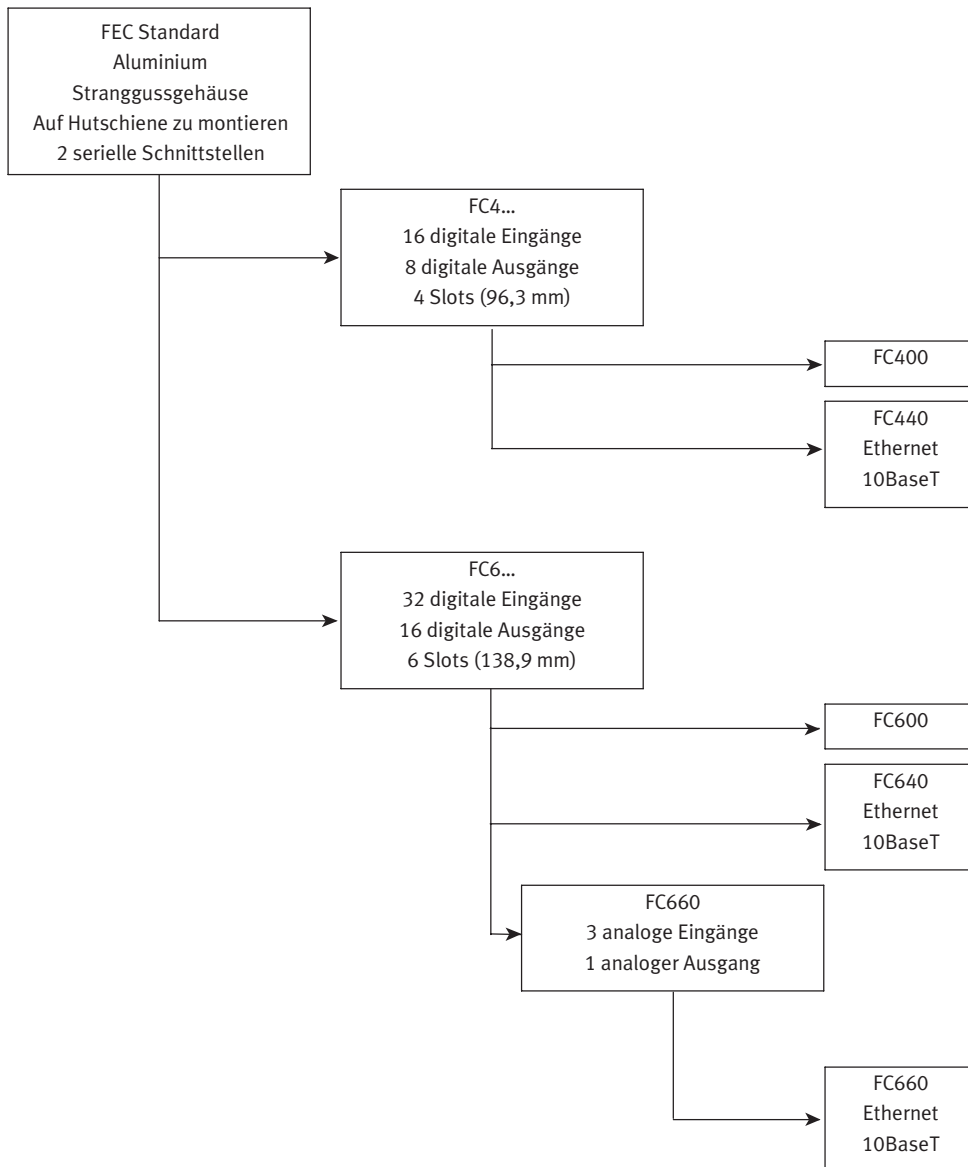 FEC Standard
Aluminium
Stranggussgehäuse
Auf Hutschiene zu montieren
2 serielle Schnittstellen
FC4...
16 digitale Eingänge
8 digitale Ausgänge
4 Slots (96,3 mm)
FC400
FC440
Ethernet
10BaseT
FC6...
32 digitale Eingänge
16 digitale Ausgänge
6 Slots (138,9 mm)
FC600
FC640
Ethernet
10BaseT
FC660
3 analoge Eingänge
1 analoger Ausgang
FC660
Ethernet
10BaseT